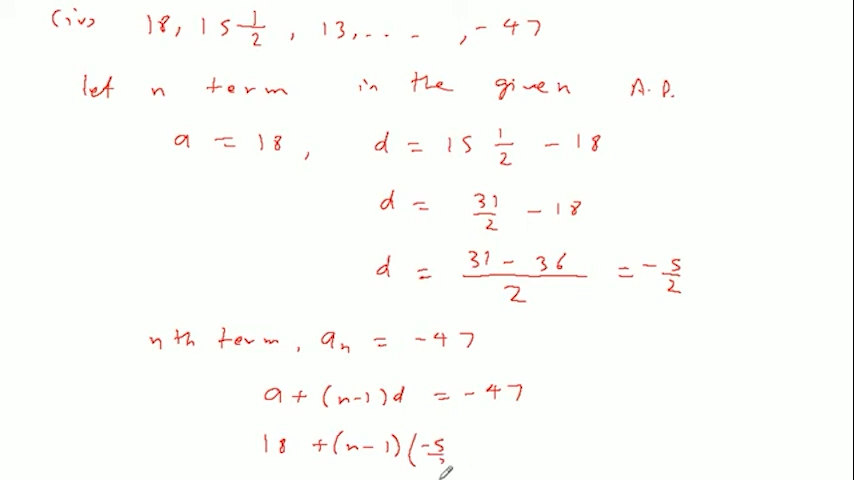 (iv) 18, 15 1/2, 13, . . . . , -47
let n term in the given A.P.
a = 18, d = 15 1/2 - 18
d = 31/2 - 18
d = (31 - 36)/2 = -5/2
nth term, aₙ = -47
a + (n-1)d = -47
18 + (n-1)(-5/